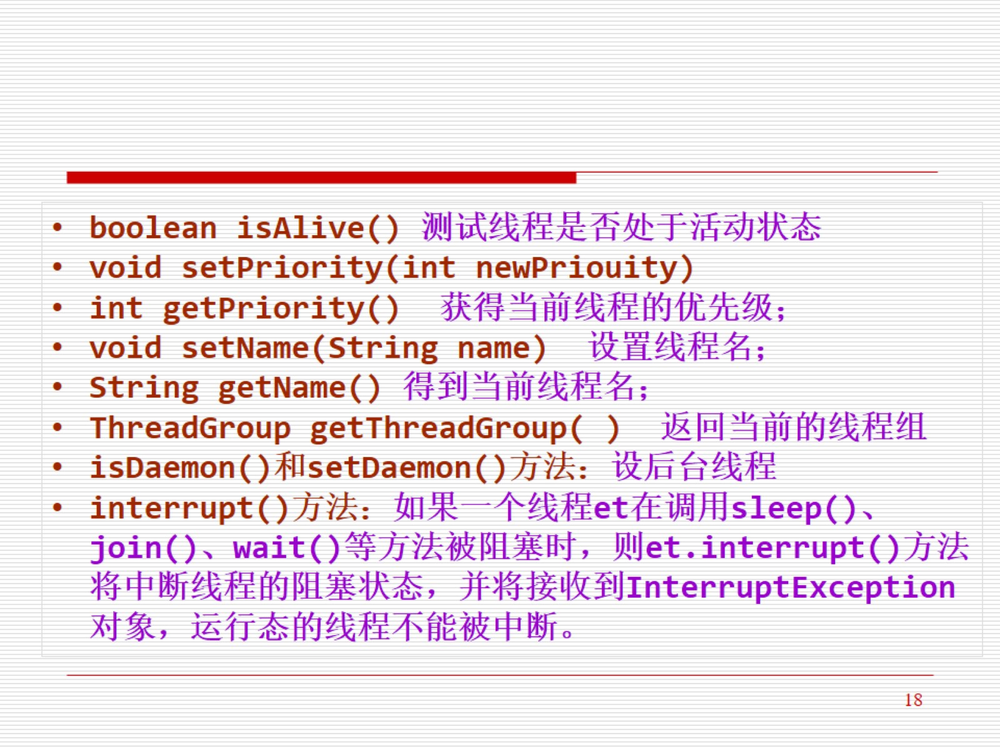 • boolean isAlive() 测试线程是否处于活动状态
• void setPriority(int newPriouity)
• int getPriority() 获得当前线程的优先级;
• void setName(String name) 设置线程名;
• String getName() 得到当前线程名;
• ThreadGroup getThreadGroup( ) 返回当前的线程组
• isDaemon()和setDaemon()方法：设后台线程
• interrupt()方法：如果一个线程et在调用sleep()、
join()、wait()等方法被阻塞时，则et.interrupt()方法
将中断线程的阻塞状态，并将接收到InterruptException
对象，运行态的线程不能被中断。
18